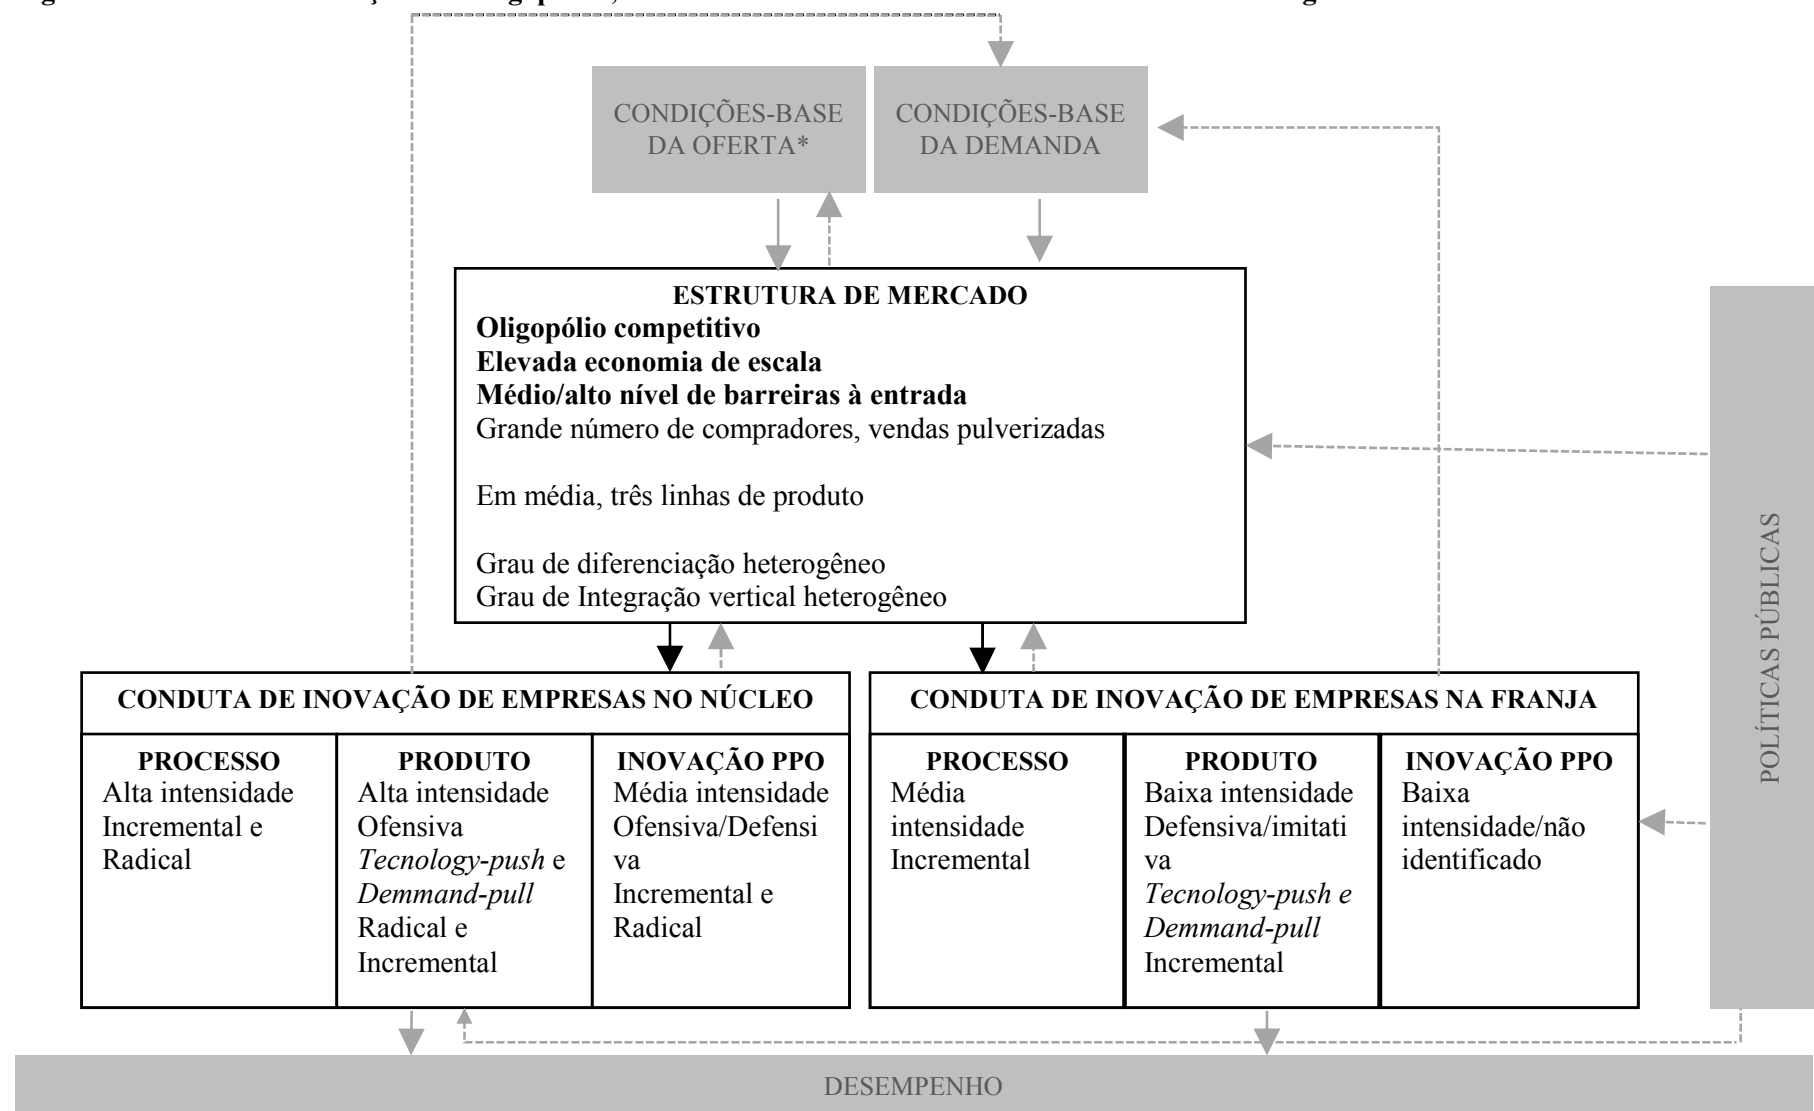 CONDIÇÕES-BASE
DA OFERTA*
CONDIÇÕES-BASE
DA DEMANDA
ESTRUTURA DE MERCADO
Oligopólio competitivo
Elevada economia de escala
Médio/alto nível de barreiras à entrada
Grande número de compradores, vendas pulverizadas
Em média, três linhas de produto
Grau de diferenciação heterogêneo
Grau de Integração vertical heterogêneo
POLÍTICAS PÚBLICAS
CONDUTA DE INOVAÇÃO DE EMPRESAS NO NÚCLEO
PROCESSO
Alta intensidade
Incremental e
Radical
PRODUTO
Alta intensidade
Ofensiva
Tecnology-push e
Demmand-pull
Radical e
Incremental
INOVAÇÃO PPO
Média intensidade
Ofensiva/Defensi
va
Incremental e
Radical
CONDUTA DE INOVAÇÃO DE EMPRESAS NA FRANJA
PROCESSO
Média
intensidade
Incremental
PRODUTO
Baixa intensidade
Defensiva/imitati
va
Tecnology-push e
Demmand-pull
Incremental
INOVAÇÃO PPO
Baixa
intensidade/não
identificado
DESEMPENHO